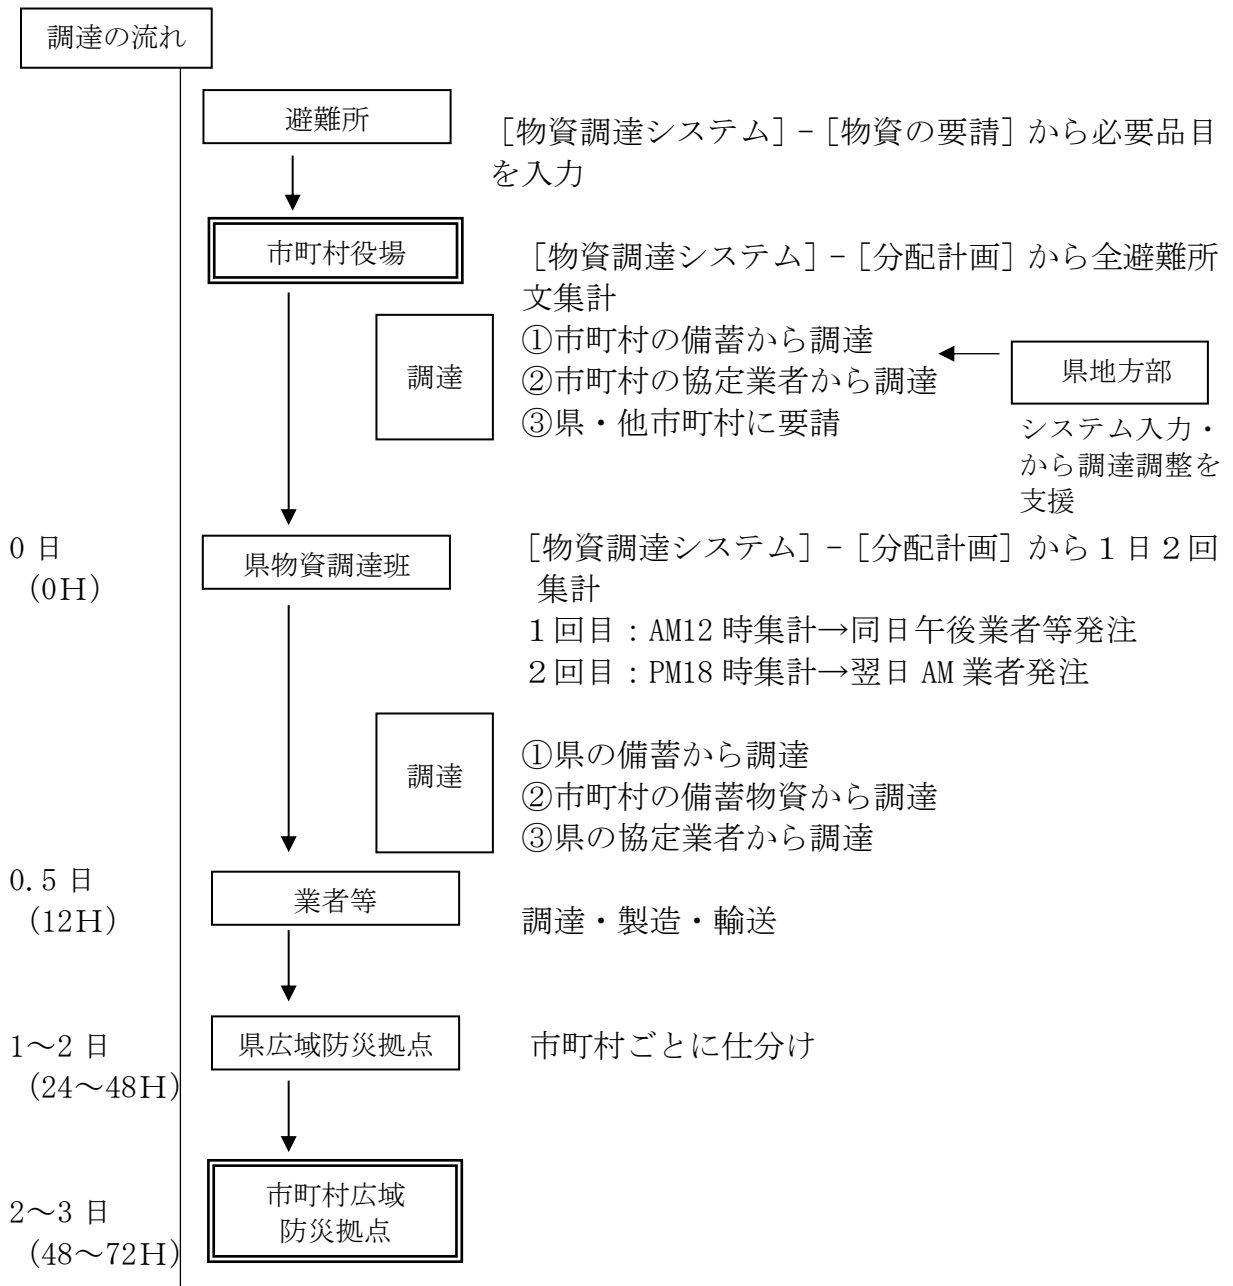 調達の流れ
避難所
[物資調達システム]-[物資の要請]から必要品目
を入力
市町村役場
[物資調達システム]-[分配計画]から全避難所
文集計
調達
①市町村の備蓄から調達
②市町村の協定業者から調達
③県・他市町村に要請
県地方部
システム入力・
から調達調整を
支援
0日
(0H)
県物資調達班
[物資調達システム]-[分配計画]から１日２回
集計
１回目：AM12時集計→同日午後業者等発注
２回目：PM18時集計→翌日AM業者発注
調達
①県の備蓄から調達
②市町村の備蓄物資から調達
③県の協定業者から調達
0.5日
(12H)
業者等
調達・製造・輸送
1～2日
(24～48H)
県広域防災拠点
市町村ごとに仕分け
2～3日
(48～72H)
市町村広域
防災拠点